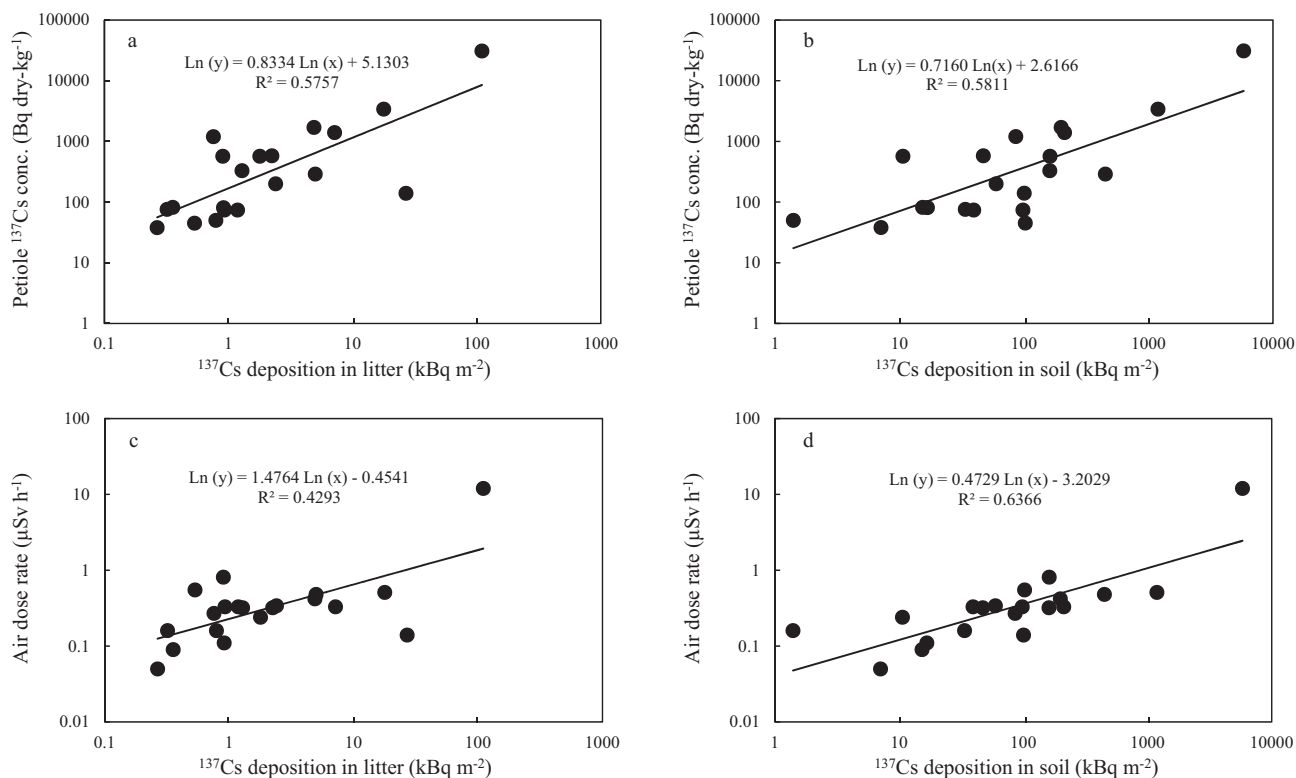 a
Ln (y) = 0.8334 Ln (x) + 5.1303
R² = 0.5757
Petiole ¹³⁷Cs conc. (Bq dry-kg⁻¹)
100000
10000
1000
100
10
1
0.1
1
10
100
1000
¹³⁷Cs deposition in litter (kBq m⁻²)
b
Ln (y) = 0.7160 Ln(x) + 2.6166
R² = 0.5811
Petiole ¹³⁷Cs conc. (Bq dry-kg⁻¹)
100000
10000
1000
100
10
1
1
10
100
1000
10000
¹³⁷Cs deposition in soil (kBq m⁻²)
c
Ln (y) = 1.4764 Ln (x) - 0.4541
R² = 0.4293
Air dose rate (μSv h⁻¹)
100
10
1
0.1
0.01
0.1
1
10
100
1000
¹³⁷Cs deposition in litter (kBq m⁻²)
d
Ln (y) = 0.4729 Ln (x) - 3.2029
R² = 0.6366
Air dose rate (μSv h⁻¹)
100
10
1
0.1
0.01
1
10
100
1000
10000
¹³⁷Cs deposition in soil (kBq m⁻²)